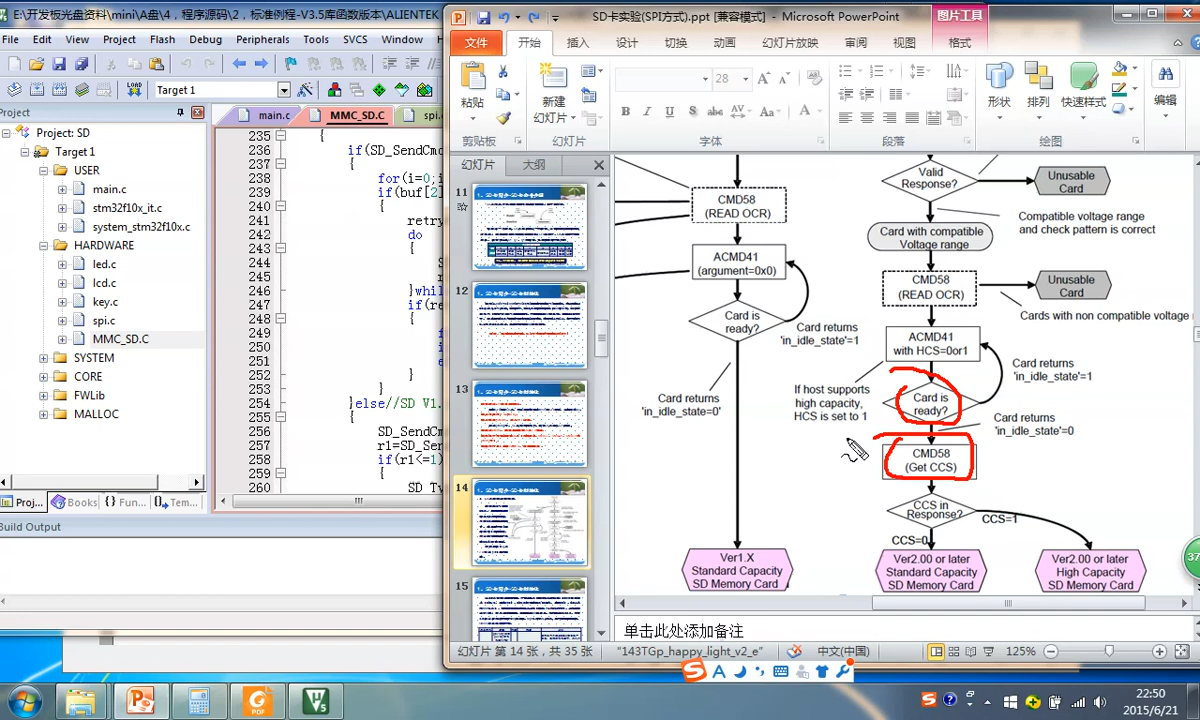 E:\开发板光盘资料\mini\A盘\4，程序源码\2，标准例程-V3.5库函数版本\ALIENTEK
File Edit View Project Flash Debug Peripherals Tools SVCS Window
LOAD
Target 1
Project
Project: SD
Target 1
USER
main.c
stm32f10x_it.c
system_stm32f10x.c
HARDWARE
led.c
lcd.c
key.c
spi.c
MMC_SD.C
SYSTEM
CORE
FWLib
MALLOC
Proj... Books Fun... Tem...
Build Output
main.c MMC_SD.C spi.
235 {
236 if(SD_SendCmd
237 {
238 for(i=0;i
239 if(buf[2]
240 {
241 retry
242 do
243 {
244 S
245 r
246 }whil
247 if(re
248 {
249 f
250 i
251 e
252 }
253 }
254 }else//SD V1.
255 {
256 SD_SendCm
257 r1=SD_Sen
258 if(r1<=1)
259 {
260 SD_Ty
SD卡实验(SPI方式).ppt [兼容模式] - Microsoft PowerPoint
图片工具
文件 开始 插入 设计 切换 动画 幻灯片放映 审阅 视图 格式
粘贴
新建
幻灯片
28
B I U S abc AV Aa A
形状 排列 快速样式 编辑
剪贴板 幻灯片 字体 段落 绘图
幻灯片 大纲
11
12
13
14
15
CMD58
(READ OCR)
ACMD41
(argument=0x0)
Card is
ready?
Card returns
'in_idle_state'=1
Card returns
'in_idle_state=0'
Ver1.X
Standard Capacity
SD Memory Card
Valid
Response?
Unusable
Card
Compatible voltage range
and check pattern is correct
Card with compatible
Voltage range
CMD58
(READ OCR)
Unusable
Card
Cards with non compatible voltage
ACMD41
with HCS=0or1
Card returns
'in_idle_state'=1
If host supports
high capacity,
HCS is set to 1
Card is
ready?
Card returns
'in_idle_state'=0
CMD58
(Get CCS)
CCS in
Response?
CCS=1
CCS=0
Ver2.00 or later
Standard Capacity
SD Memory Card
Ver2.00 or later
High Capacity
SD Memory Card
37
单击此处添加备注
幻灯片 第 14 张，共 35 张 "143TGp_happy_light_v2_e" 中文(中国) 125%
22:50
2015/6/21